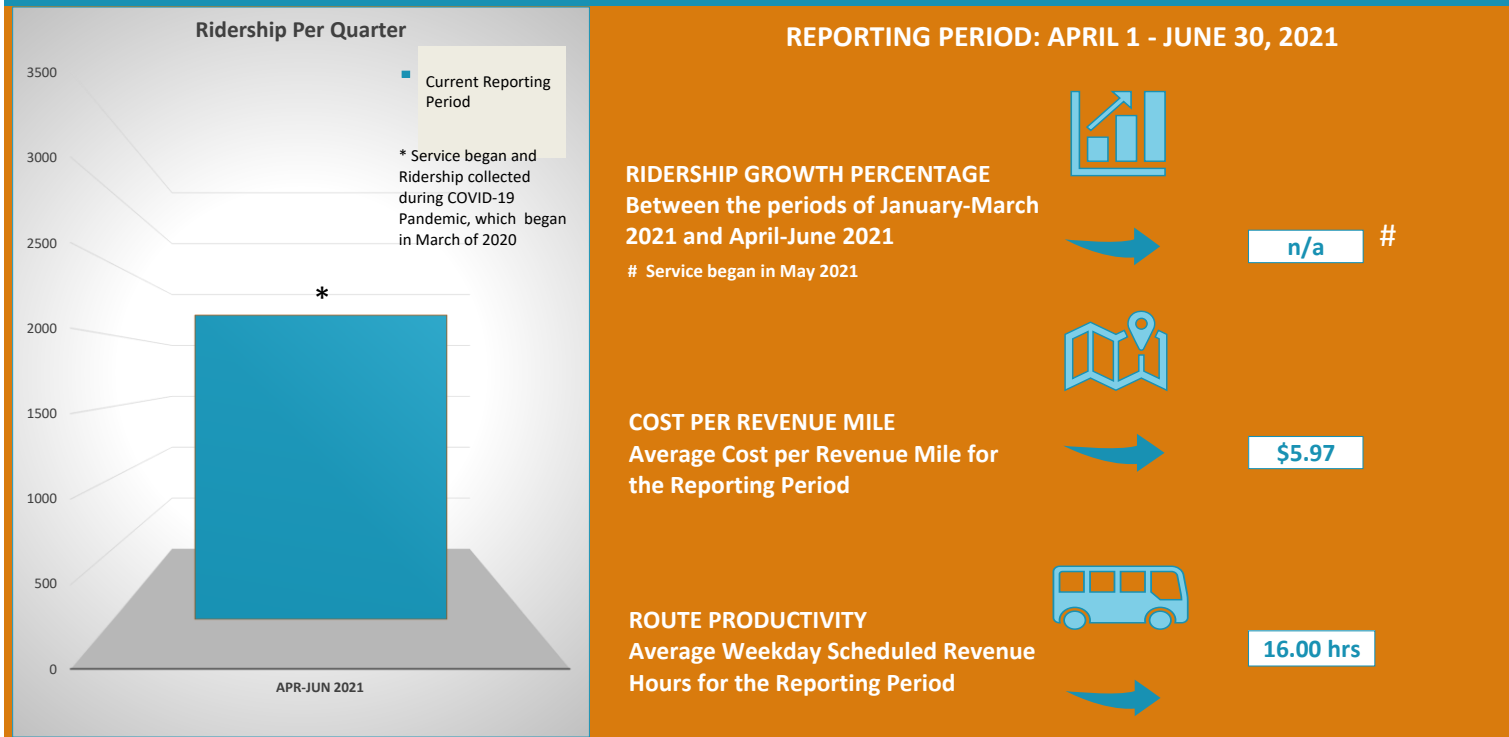 Ridership Per Quarter
3500
3000
2500
2000
1500
1000
500
0
APR-JUN 2021
Current Reporting
Period
* Service began and
Ridership collected
during COVID-19
Pandemic, which began
in March of 2020
*
REPORTING PERIOD: APRIL 1 - JUNE 30, 2021
RIDERSHIP GROWTH PERCENTAGE
Between the periods of January-March
2021 and April-June 2021
# Service began in May 2021
n/a #
COST PER REVENUE MILE
Average Cost per Revenue Mile for
the Reporting Period
$5.97
ROUTE PRODUCTIVITY
Average Weekday Scheduled Revenue
Hours for the Reporting Period
16.00 hrs